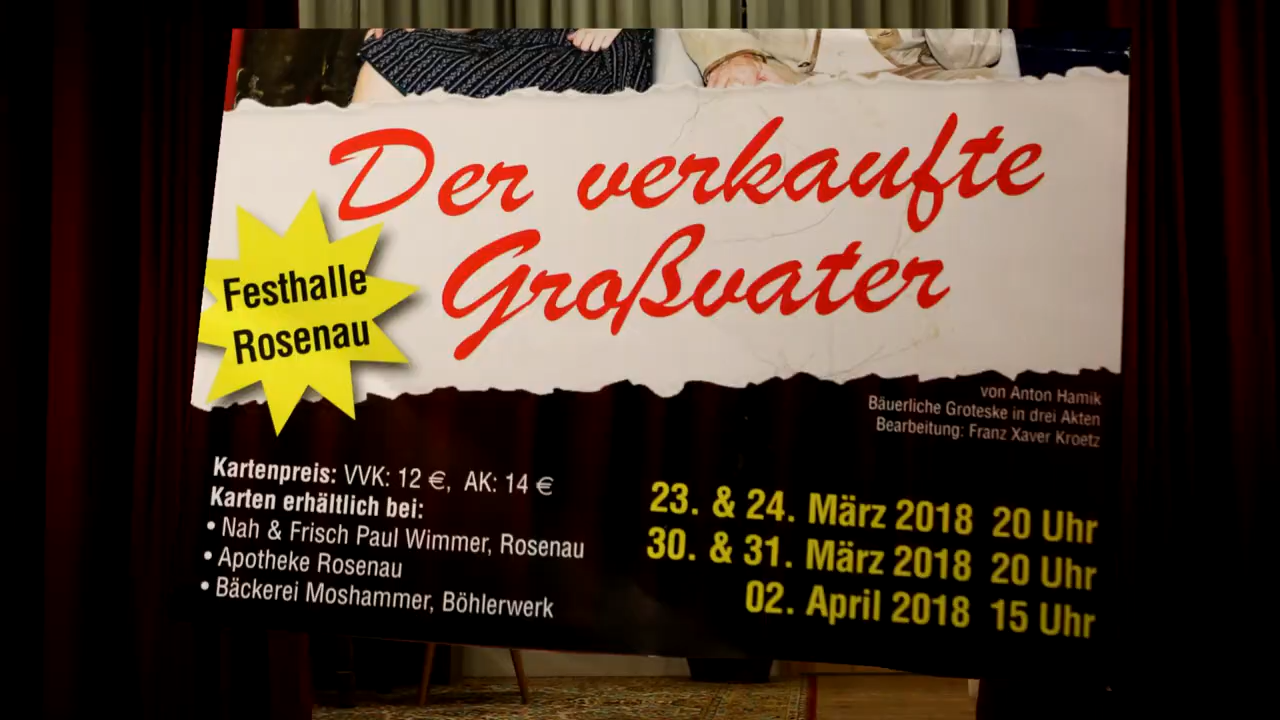 Der verkaufte
Großvater
Festhalle
Rosenau
von Anton Hamik
Bäuerliche Groteske in drei Akten
Bearbeitung: Franz Xaver Kroetz
Kartenpreis: VVK: 12 €, AK: 14 €
Karten erhältlich bei:
• Nah & Frisch Paul Wimmer, Rosenau
• Apotheke Rosenau
• Bäckerei Moshammer, Böhlerwerk
23. & 24. März 2018 20 Uhr
30. & 31. März 2018 20 Uhr
02. April 2018 15 Uhr